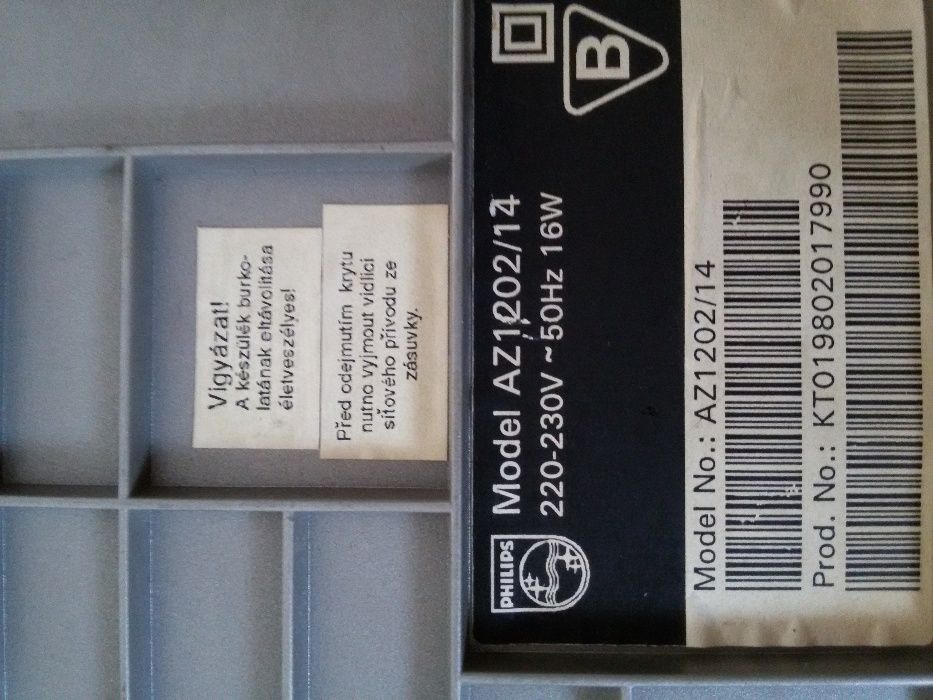 Vigyázat!
A készülék burko-
latának eltávolítása
életveszélyes!
Před odejmutím krytu
nutno vyjmout vidlici
síťového přívodu ze
zásuvky.
B
PHILIPS
Model AZ1202/14
220-230V ~ 50Hz 16W
Model No.: AZ1202/14
Prod. No.: KT019802017990